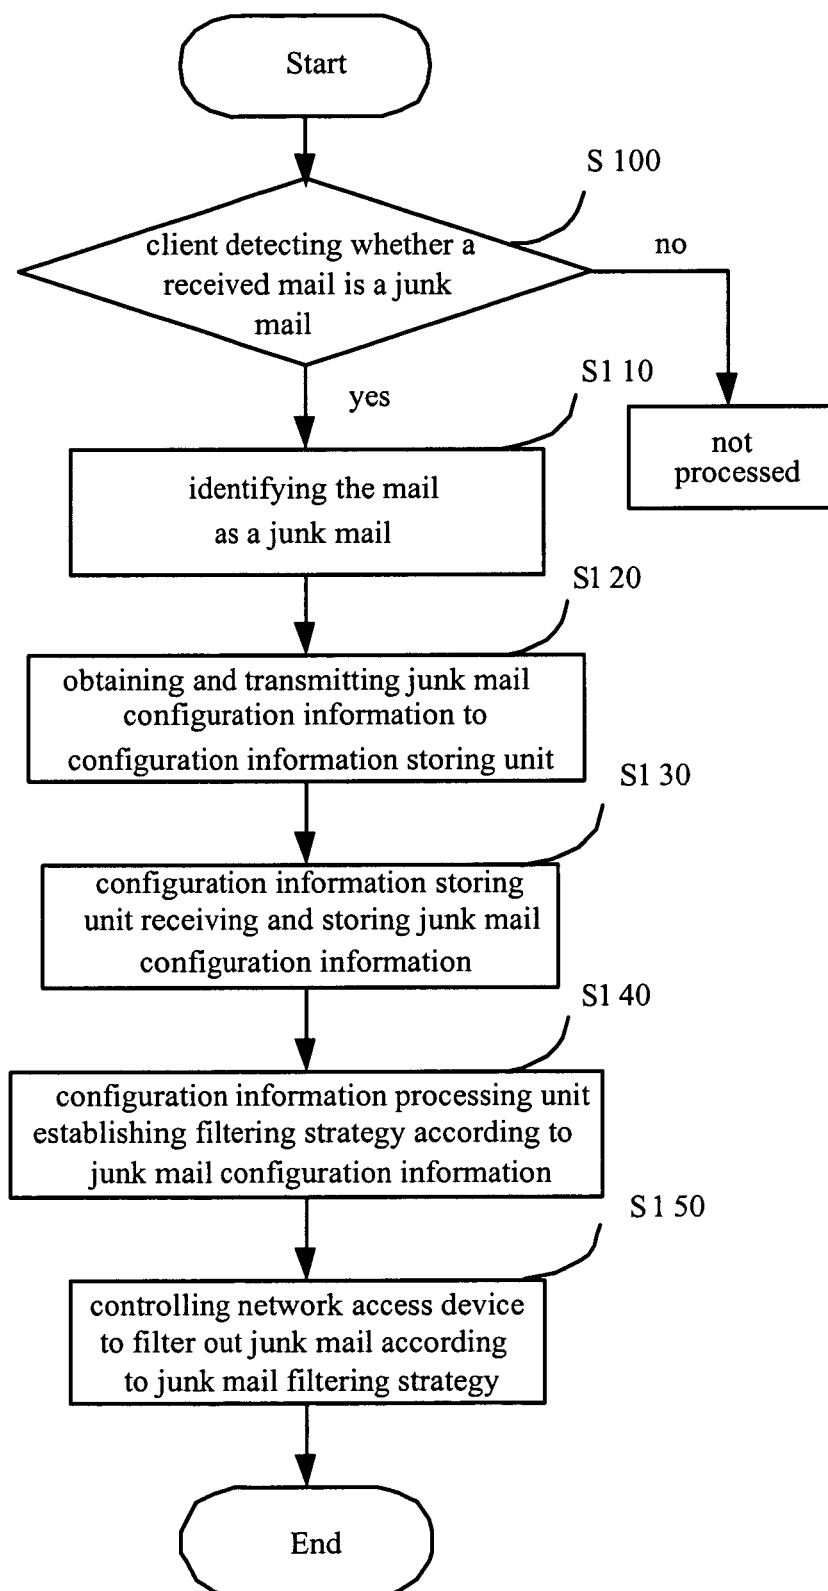 Start
S 100
client detecting whether a
received mail is a junk
mail
no
yes
S1 10
not
processed
identifying the mail
as a junk mail
S1 20
obtaining and transmitting junk mail
configuration information to
configuration information storing unit
S1 30
configuration information storing
unit receiving and storing junk mail
configuration information
S1 40
configuration information processing unit
establishing filtering strategy according to
junk mail configuration information
S 1 50
controlling network access device
to filter out junk mail according
to junk mail filtering strategy
End